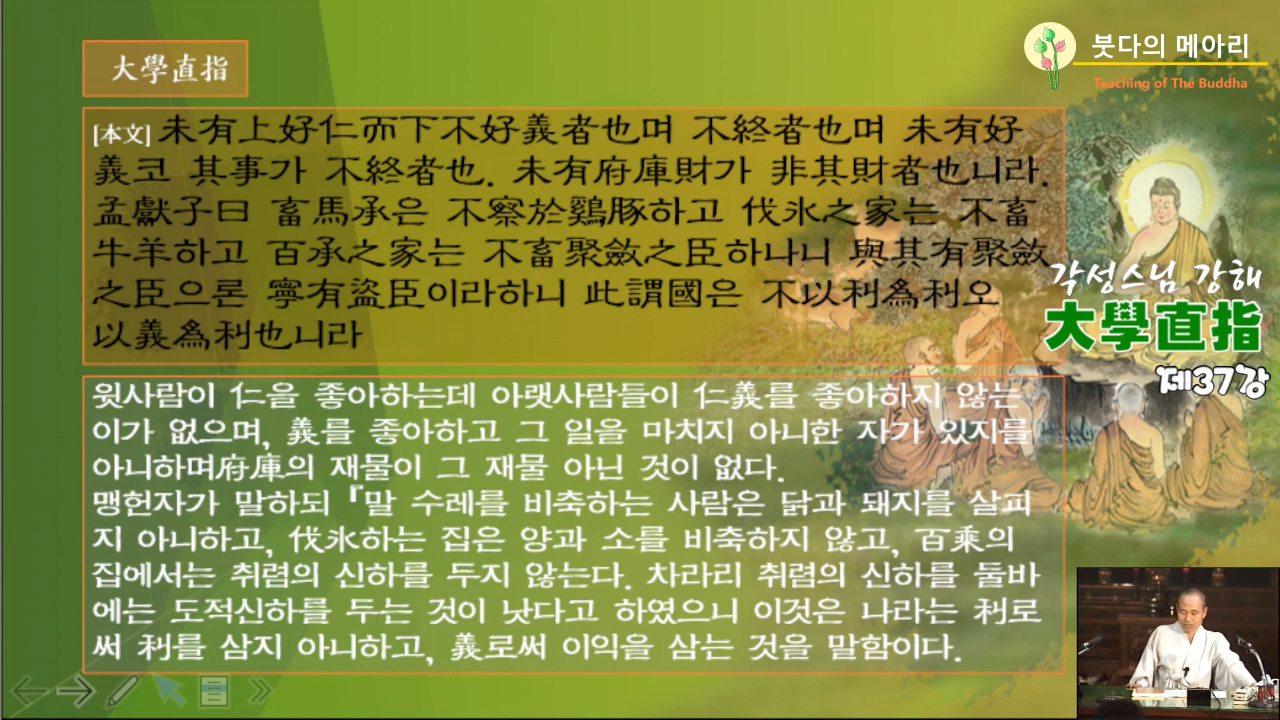 大學直指
붓다의 메아리
Teaching of The Buddha
[本文] 未有上好仁而下不好義者也며 不終者也며 未有好
義코 其事가 不終者也. 未有府庫財가 非其財者也니라.
孟獻子曰 畜馬承은 不察於鷄豚하고 伐氷之家는 不畜
牛羊하고 百承之家는 不畜聚斂之臣하나니 與其有聚斂
之臣으론 寧有盜臣이라하니 此謂國은 不以利為利오
以義為利也니라
각성스님 강해
大學直指
제37강
윗사람이 仁을 좋아하는데 아랫사람들이 仁義를 좋아하지 않는
이가 없으며, 義를 좋아하고 그 일을 마치지 아니한 자가 있지를
아니하며府庫의 재물이 그 재물 아닌 것이 없다.
맹헌자가 말하되 『말 수레를 비축하는 사람은 닭과 돼지를 살피
지 아니하고, 伐氷하는 집은 양과 소를 비축하지 않고, 百乘의
집에서는 취렴의 신하를 두지 않는다. 차라리 취렴의 신하를 둘바
에는 도적신하를 두는 것이 낫다고 하였으니 이것은 나라는 利로
써 利를 삼지 아니하고, 義로써 이익을 삼는 것을 말함이다.